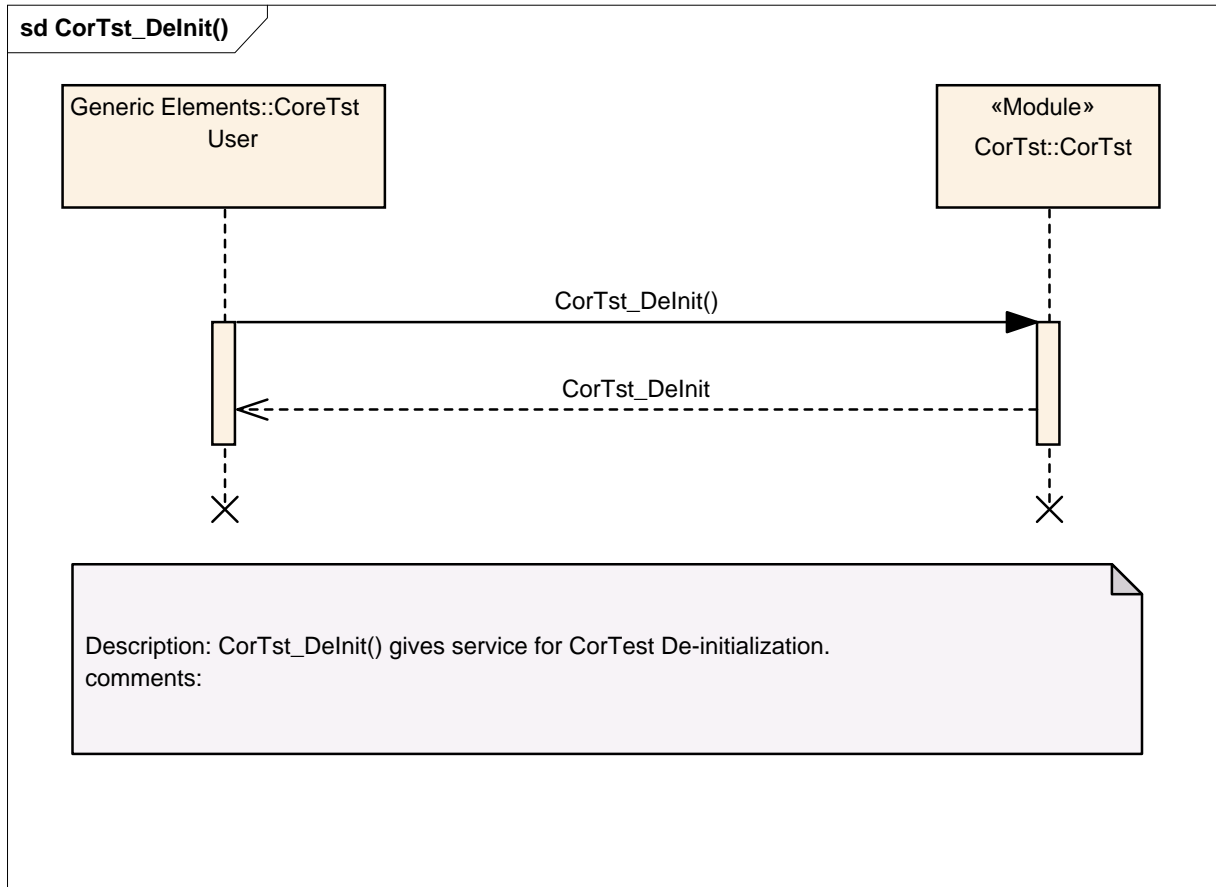 sd CorTst_DeInit()
Generic Elements::CoreTst
User
«Module»
CorTst::CorTst
CorTst_DeInit()
CorTst_DeInit
Description: CorTst_DeInit() gives service for CorTest De-initialization.
comments: